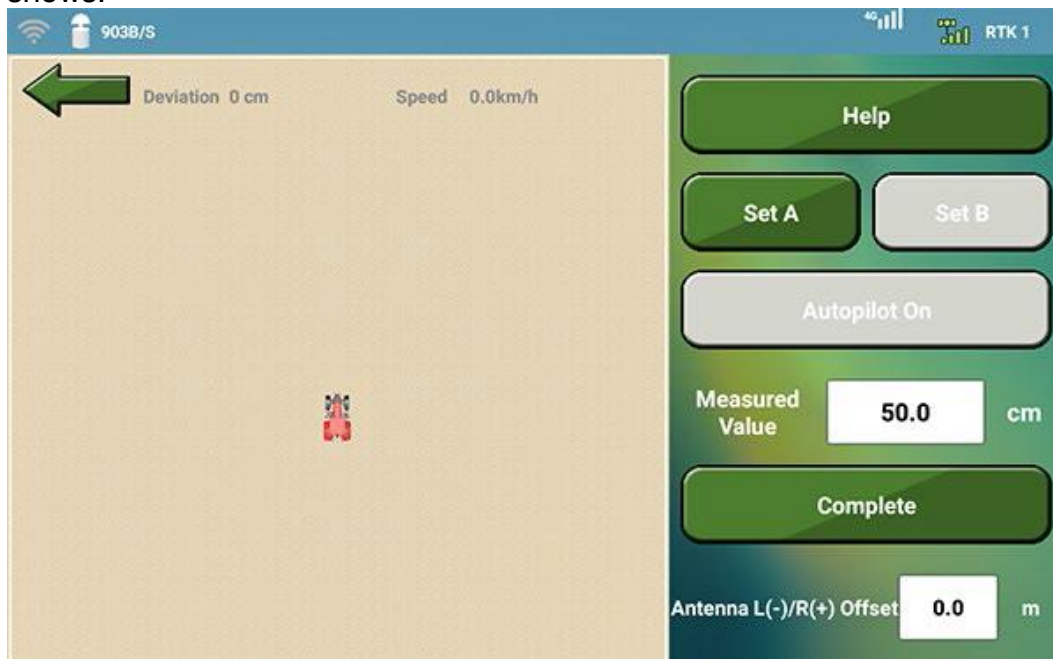 903B/S
4G
RTK 1
Deviation 0 cm
Speed 0.0km/h
Help
Set A
Set B
Autopilot On
Measured
Value
50.0
cm
Complete
Antenna L(-)/R(+) Offset
0.0
m